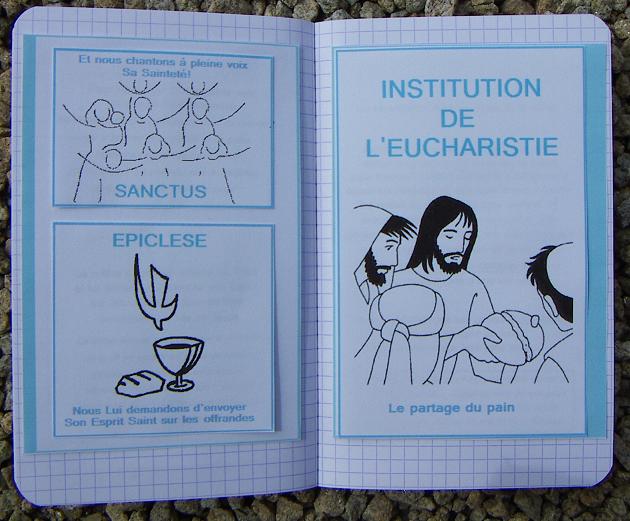 Et nous chantons á pleine voix
Sa Sainteté!
SANCTUS
EPICLESE
Nous Lui demandons d'envoyer
Son Esprit Saint sur les offrandes
INSTITUTION
DE
L'EUCHARISTIE
Le partage du pain